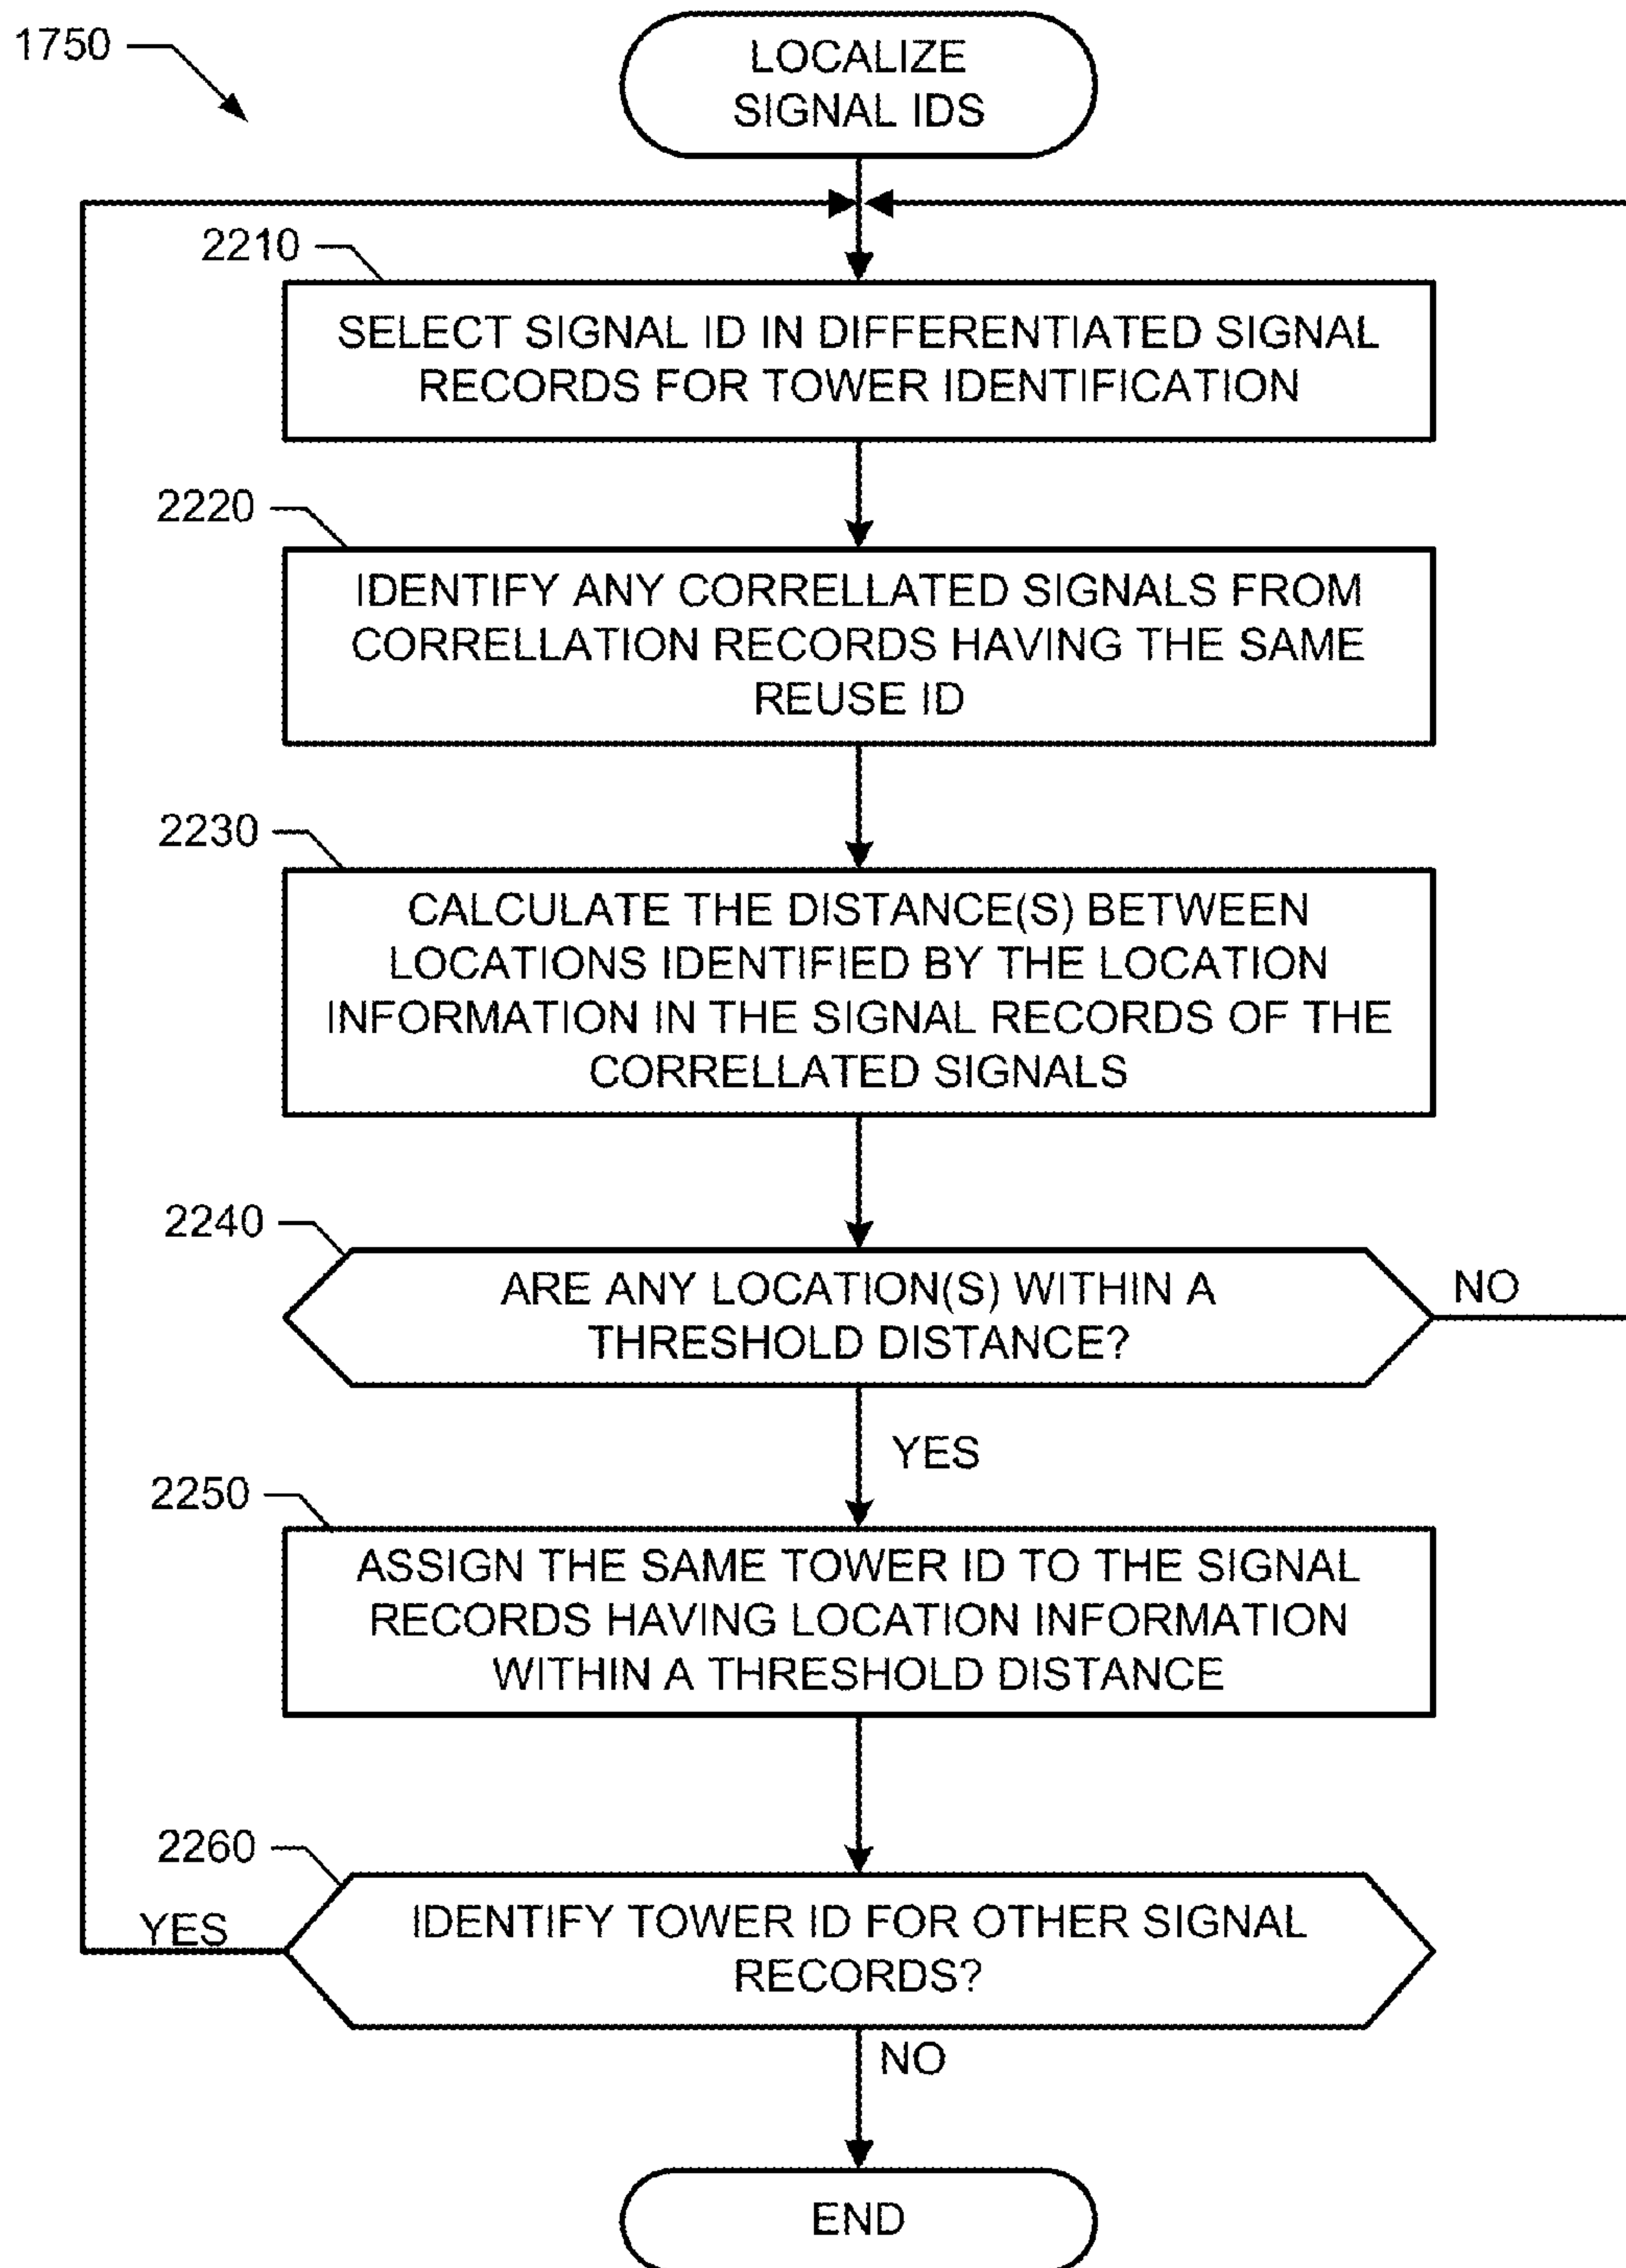 1750
LOCALIZE
SIGNAL IDS
2210
SELECT SIGNAL ID IN DIFFERENTIATED SIGNAL
RECORDS FOR TOWER IDENTIFICATION
2220
IDENTIFY ANY CORRELLATED SIGNALS FROM
CORRELLATION RECORDS HAVING THE SAME
REUSE ID
2230
CALCULATE THE DISTANCE(S) BETWEEN
LOCATIONS IDENTIFIED BY THE LOCATION
INFORMATION IN THE SIGNAL RECORDS OF THE
CORRELLATED SIGNALS
2240
ARE ANY LOCATION(S) WITHIN A
THRESHOLD DISTANCE?
NO
YES
2250
ASSIGN THE SAME TOWER ID TO THE SIGNAL
RECORDS HAVING LOCATION INFORMATION
WITHIN A THRESHOLD DISTANCE
2260
YES
IDENTIFY TOWER ID FOR OTHER SIGNAL
RECORDS?
NO
END